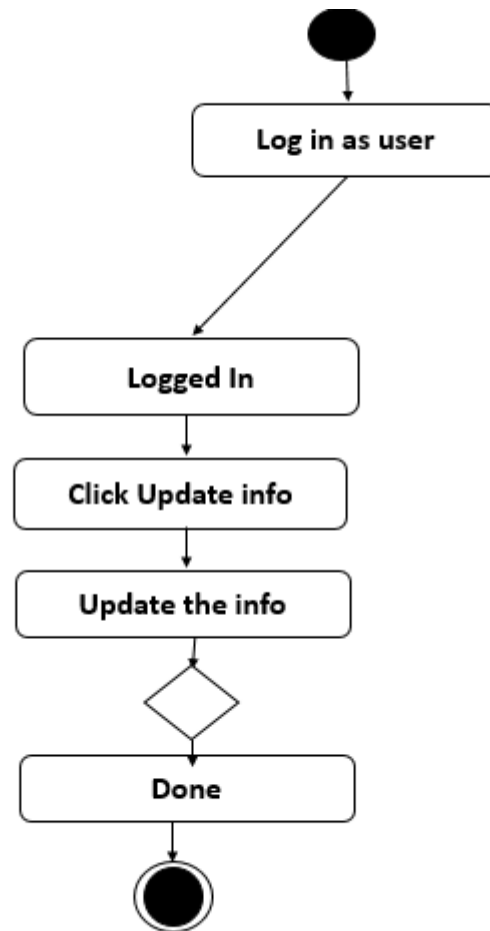 Log in as user
Logged In
Click Update info
Update the info
Done